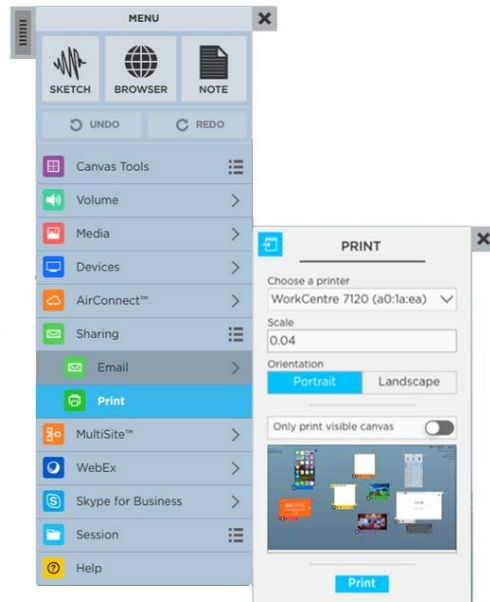 MENU
SKETCH
BROWSER
NOTE
UNDO
REDO
Canvas Tools
Volume
Media
Devices
AirConnect™
Sharing
Email
Print
MultiSite™
WebEx
Skype for Business
Session
Help
PRINT
Choose a printer
WorkCentre 7120 (a0:1a:ea)
Scale
0.04
Orientation
Portrait
Landscape
Only print visible canvas
Print